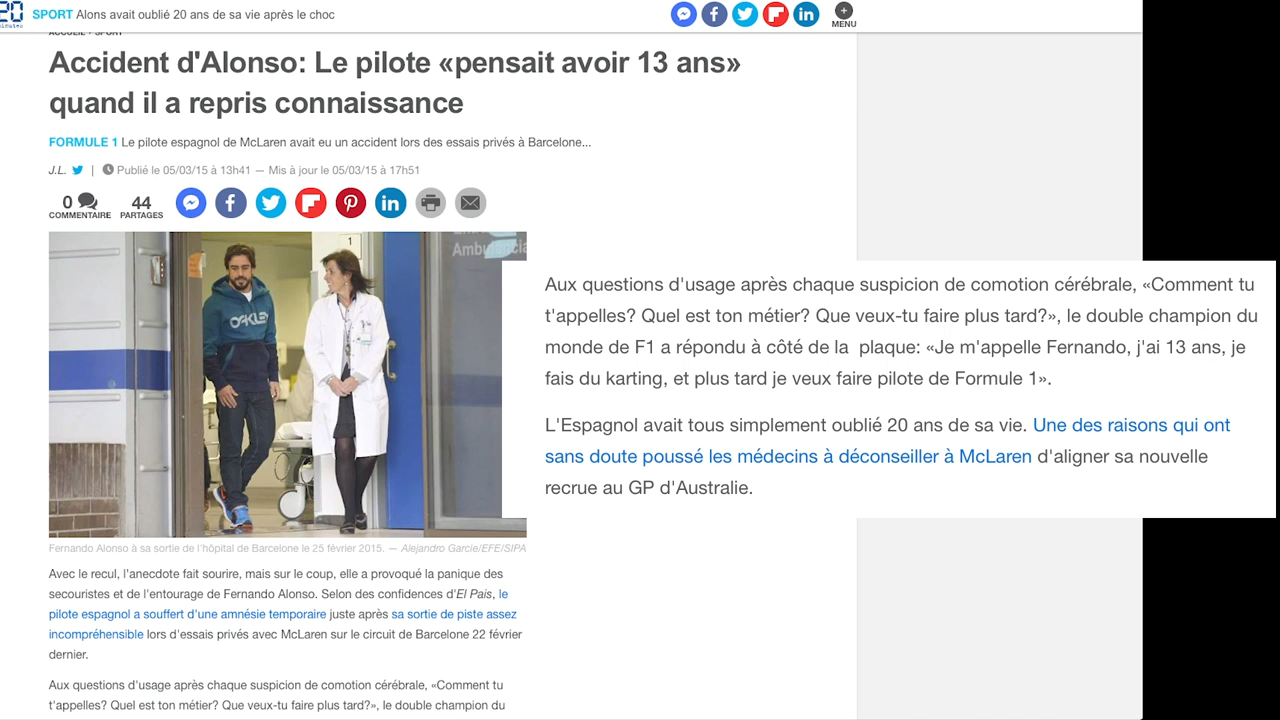 20
minutes
SPORT Alons avait oublié 20 ans de sa vie après le choc
MENU
ACCUEIL › SPORT
Accident d'Alonso: Le pilote «pensait avoir 13 ans»
quand il a repris connaissance
FORMULE 1 Le pilote espagnol de McLaren avait eu un accident lors des essais privés à Barcelone...
J.L. | Publié le 05/03/15 à 13h41 — Mis à jour le 05/03/15 à 17h51
0
COMMENTAIRE
44
PARTAGES
1
Ambulància
OAKLEY
Aux questions d'usage après chaque suspicion de comotion cérébrale, «Comment tu
t'appelles? Quel est ton métier? Que veux-tu faire plus tard?», le double champion du
monde de F1 a répondu à côté de la  plaque: «Je m'appelle Fernando, j'ai 13 ans, je
fais du karting, et plus tard je veux faire pilote de Formule 1».
L'Espagnol avait tous simplement oublié 20 ans de sa vie. Une des raisons qui ont
sans doute poussé les médecins à déconseiller à McLaren d'aligner sa nouvelle
recrue au GP d'Australie.
Fernando Alonso à sa sortie de l'hôpital de Barcelone le 25 février 2015. — Alejandro Garcie/EFE/SIPA
Avec le recul, l'anecdote fait sourire, mais sur le coup, elle a provoqué la panique des
secouristes et de l'entourage de Fernando Alonso. Selon des confidences d'El Pais, le
pilote espagnol a souffert d'une amnésie temporaire juste après sa sortie de piste assez
incompréhensible lors d'essais privés avec McLaren sur le circuit de Barcelone 22 février
dernier.
Aux questions d'usage après chaque suspicion de comotion cérébrale, «Comment tu
t'appelles? Quel est ton métier? Que veux-tu faire plus tard?», le double champion du